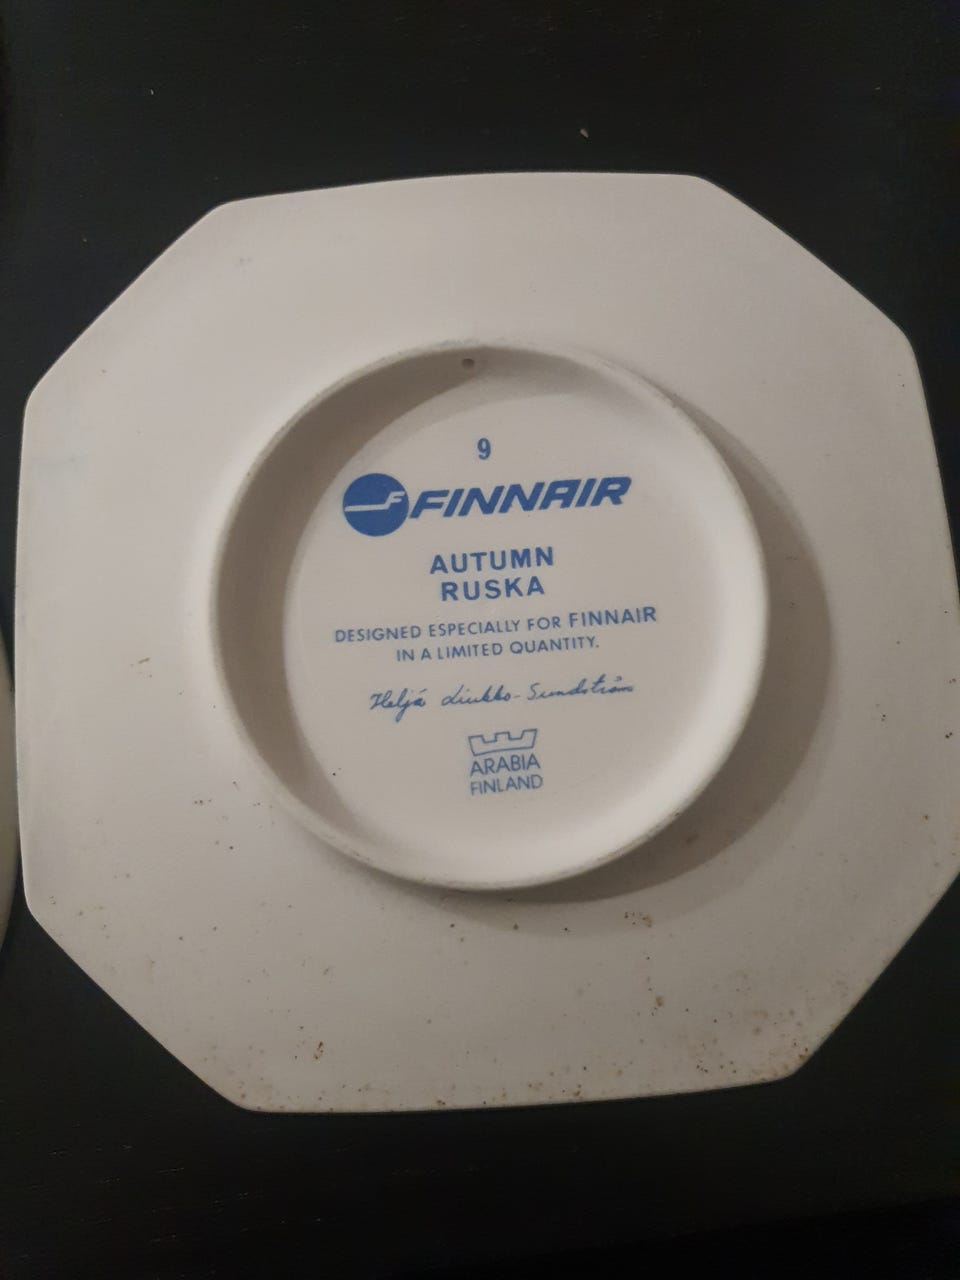 9
FINNAIR
AUTUMN
RUSKA
DESIGNED ESPECIALLY FOR FINNAIR
IN A LIMITED QUANTITY.
Heljä Liukko-Sundström
ARABIA
FINLAND